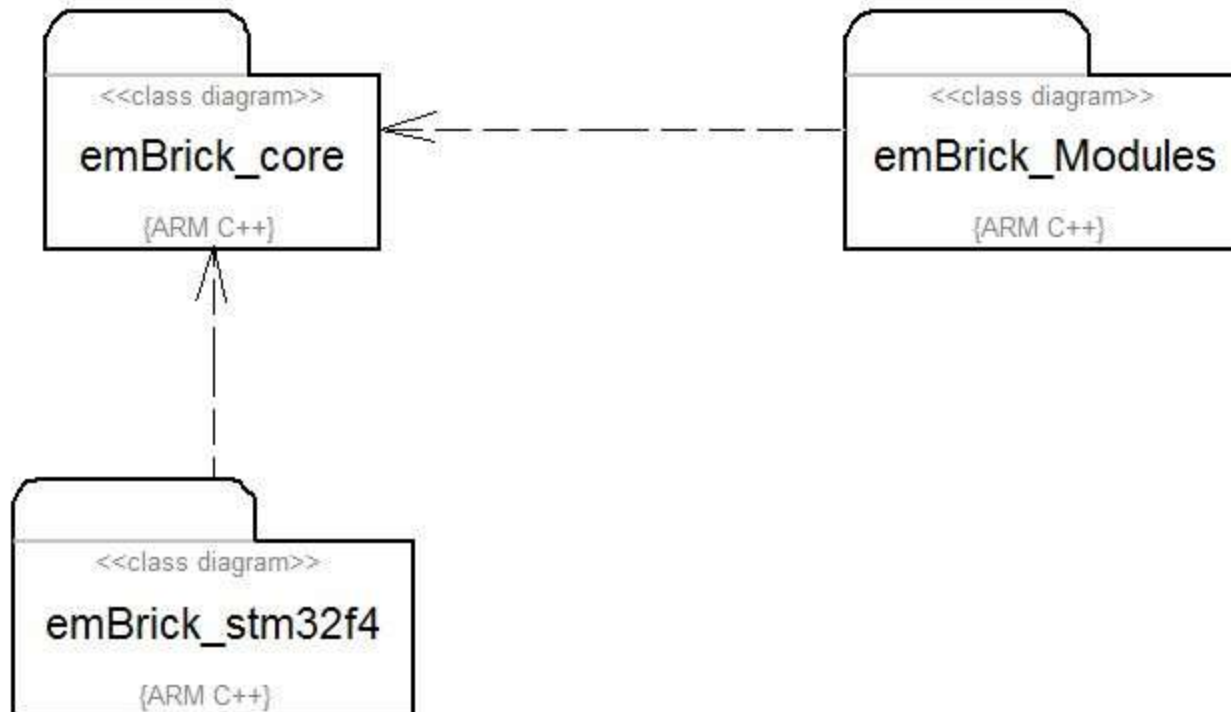 <<class diagram>>
emBrick_core
{ARM C++}
<<class diagram>>
emBrick_Modules
{ARM C++}
<<class diagram>>
emBrick_stm32f4
{ARM C++}